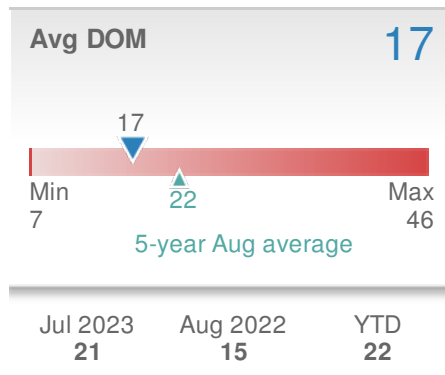 Avg DOM 17
17
Min Max
7 46
22
5-year Aug average
Jul 2023 Aug 2022 YTD
21 15 22